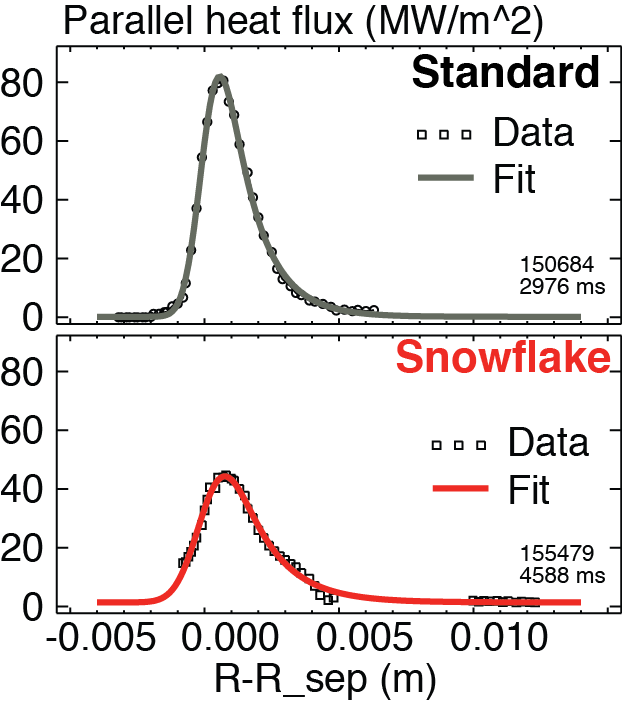 Parallel heat flux (MW/m^2)
Standard
80
Data
60
Fit
40
20
150684
2976 ms
0
Snowflake
80
60
Data
40
Fit
20
155479
4588 ms
0
-0.005 0.000 0.005 0.010
R-R_sep (m)